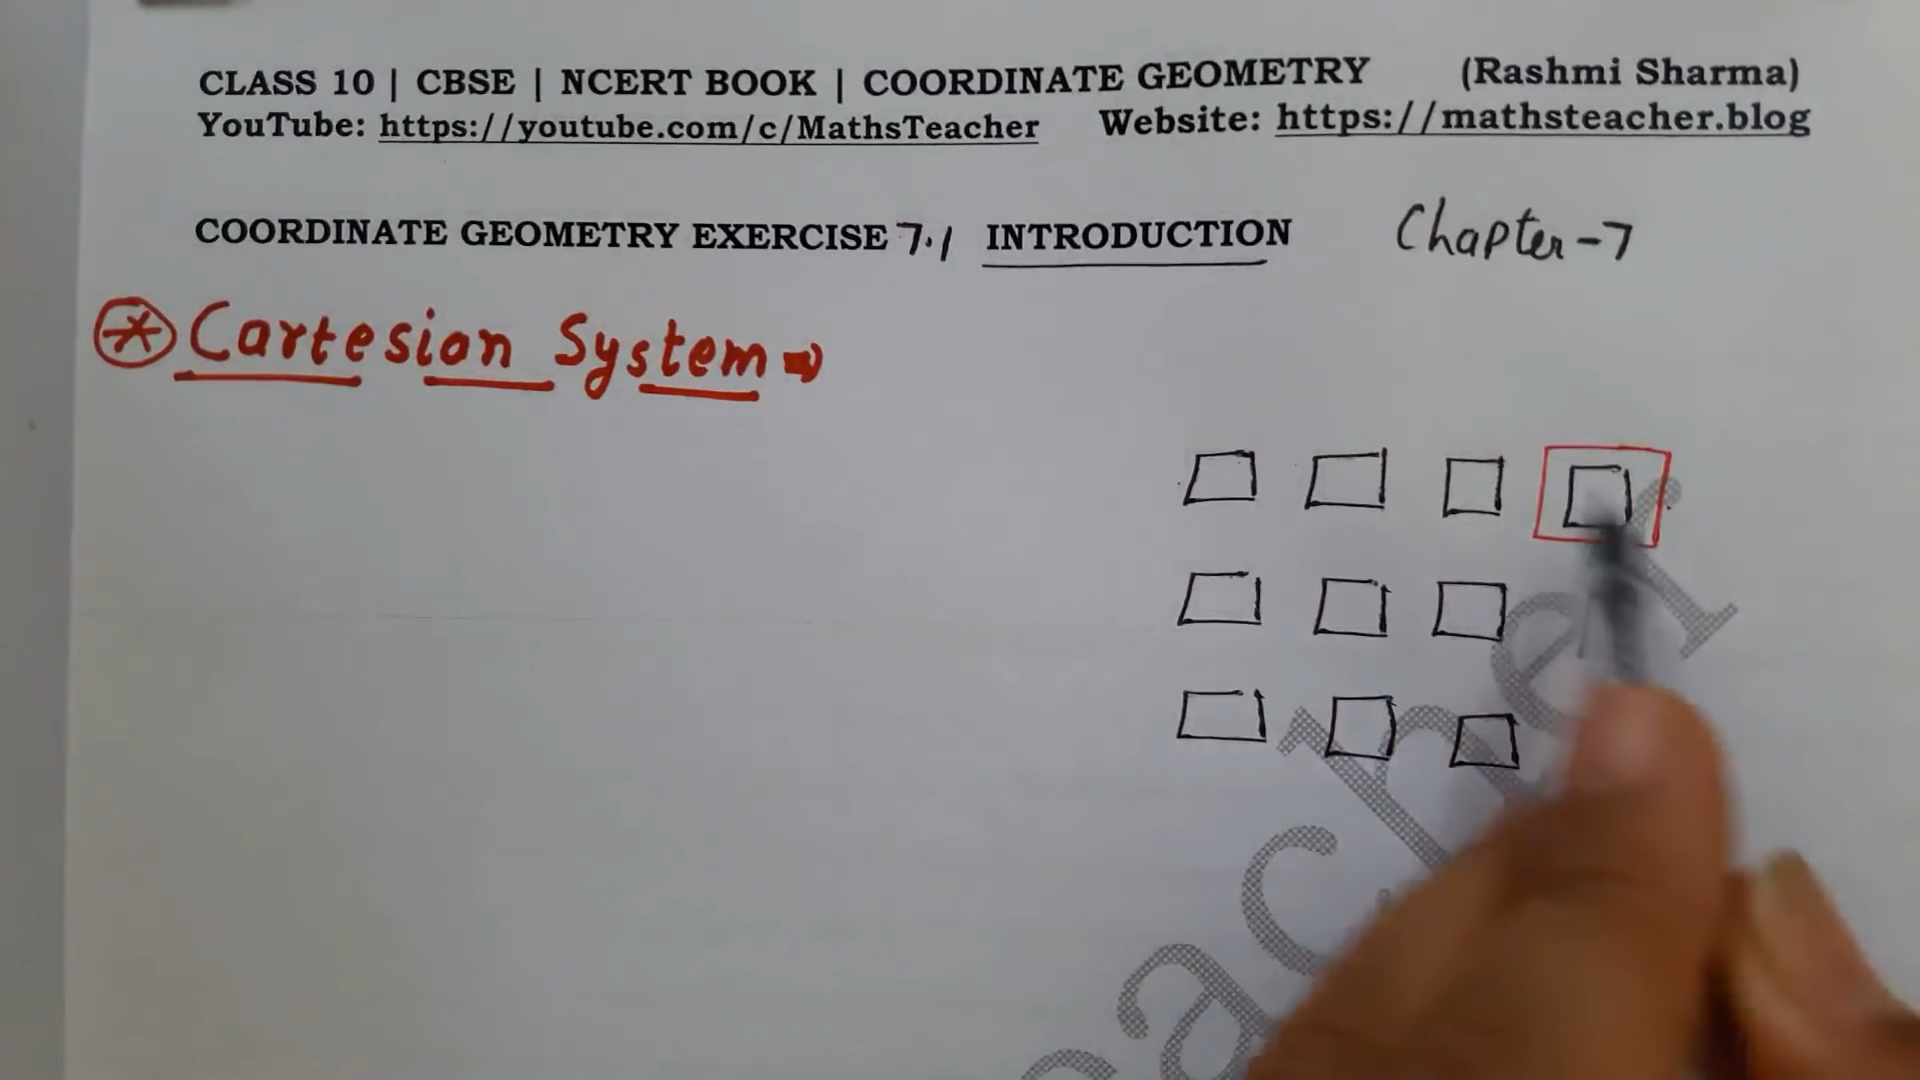 CLASS 10 | CBSE | NCERT BOOK | COORDINATE GEOMETRY (Rashmi Sharma)
YouTube: https://youtube.com/c/MathsTeacher Website: https://mathsteacher.blog
COORDINATE GEOMETRY EXERCISE 7.1 INTRODUCTION Chapter-7
Cartesion System